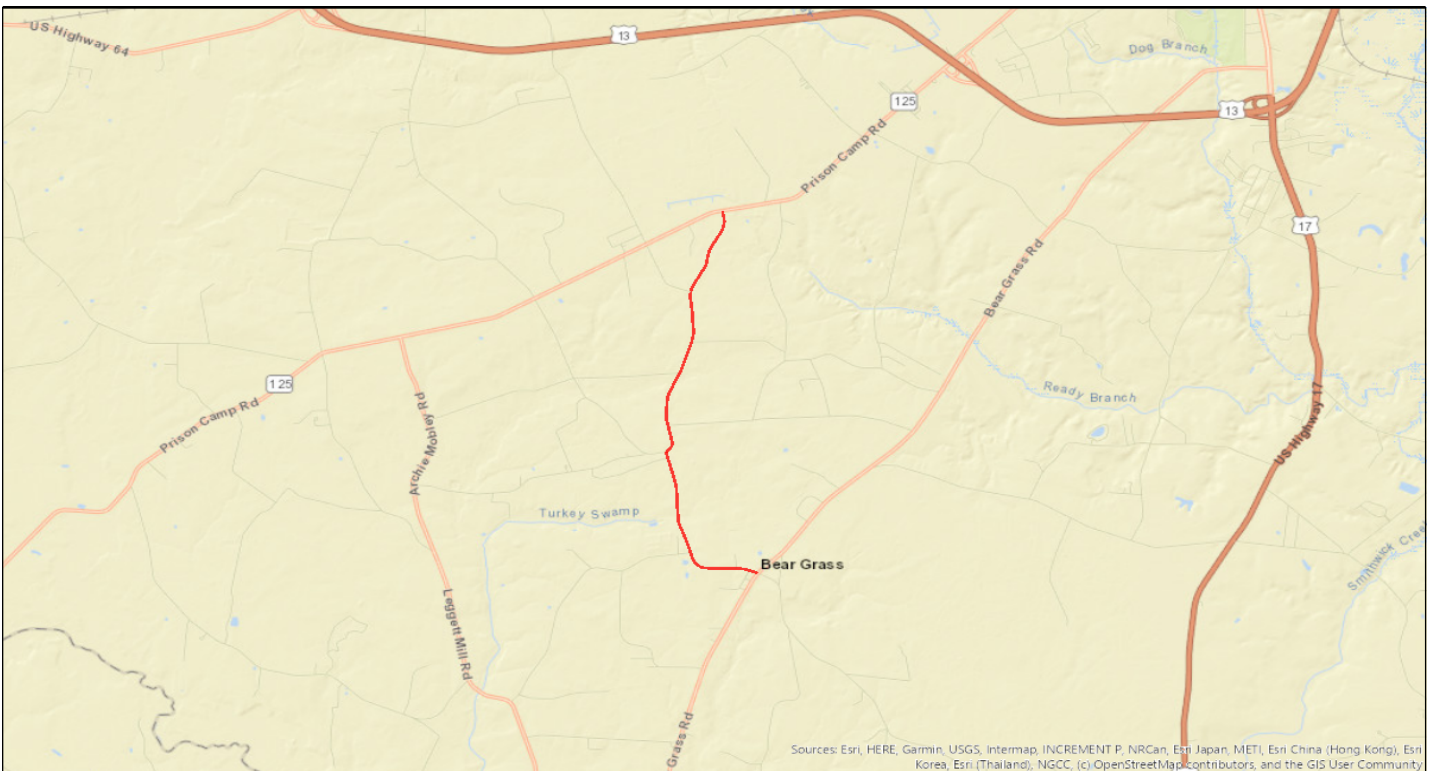 US Highway 64
13
Dog Branch
125
13
Prison Camp Rd
17
Bear Grass Rd
125
Ready Branch
Prison Camp Rd
Archie Mobley Rd
US Highway 17
Turkey Swamp
Smithwick Creek
Bear Grass
Leggett Mill Rd
Grass Rd
Sources: Esri, HERE, Garmin, USGS, Intermap, INCREMENT P, NRCan, Esri Japan, METI, Esri China (Hong Kong), Esri
Korea, Esri (Thailand), NGCC, (c) OpenStreetMap contributors, and the GIS User Community